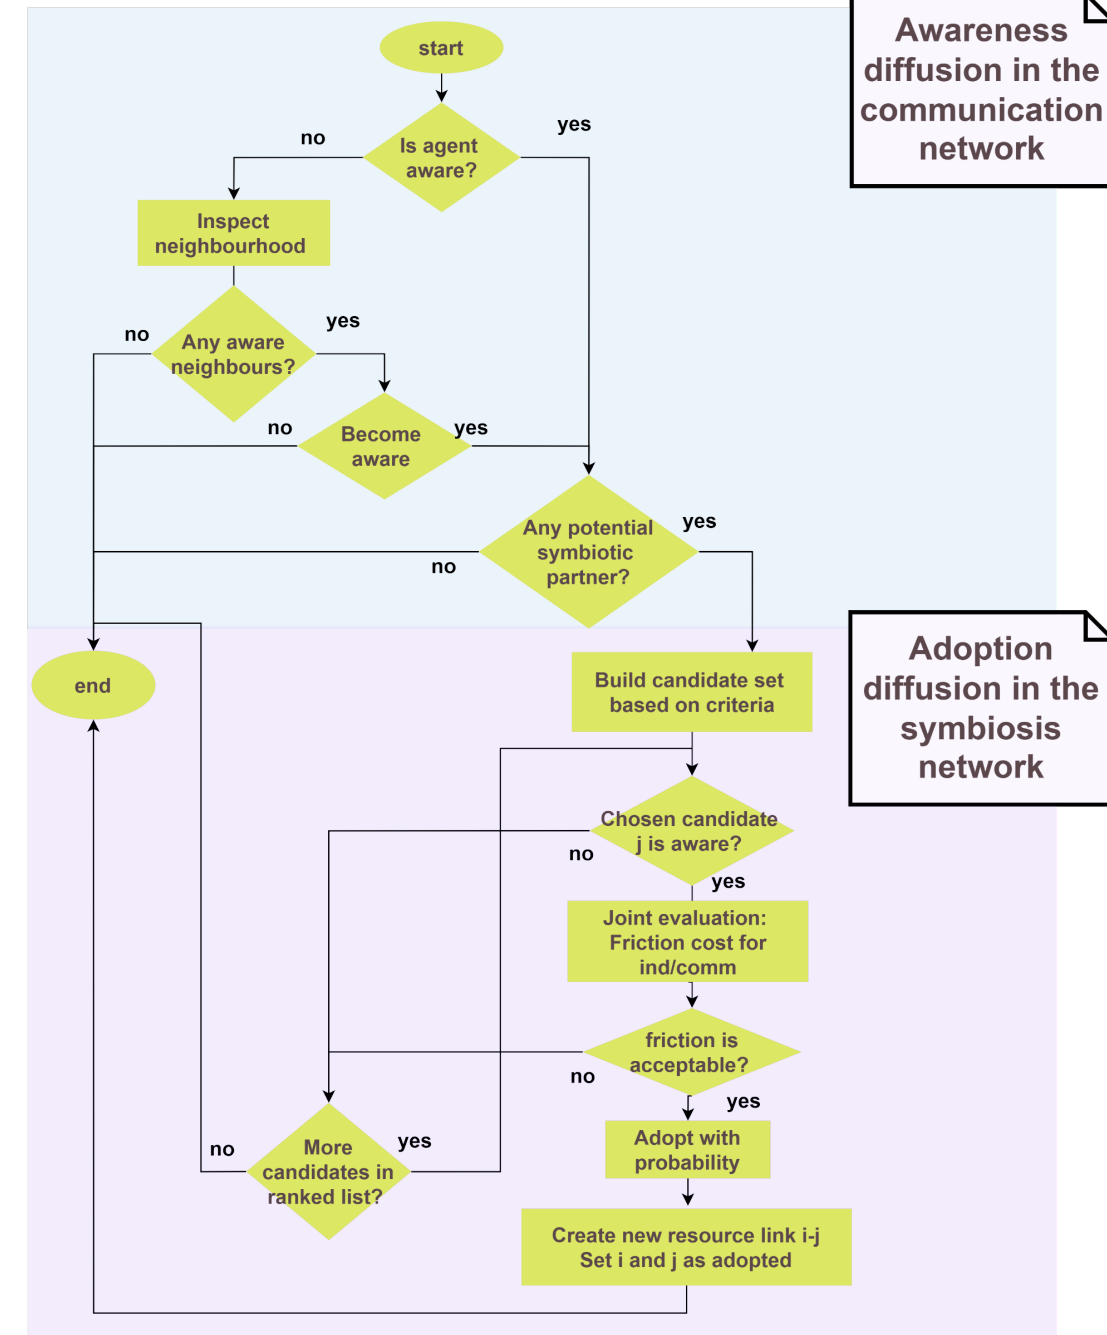 Awareness
diffusion in the
communication
network
start
no
yes
Is agent
aware?
Inspect
neighbourhood
no
yes
Any aware
neighbours?
no
Become
aware
yes
Any potential
symbiotic
partner?
yes
no
Adoption
diffusion in the
symbiosis
network
end
Build candidate set
based on criteria
Chosen candidate
j is aware?
no
yes
Joint evaluation:
Friction cost for
ind/comm
friction is
acceptable?
no
yes
Adopt with
probability
no
More
candidates in
ranked list?
yes
Create new resource link i-j
Set i and j as adopted